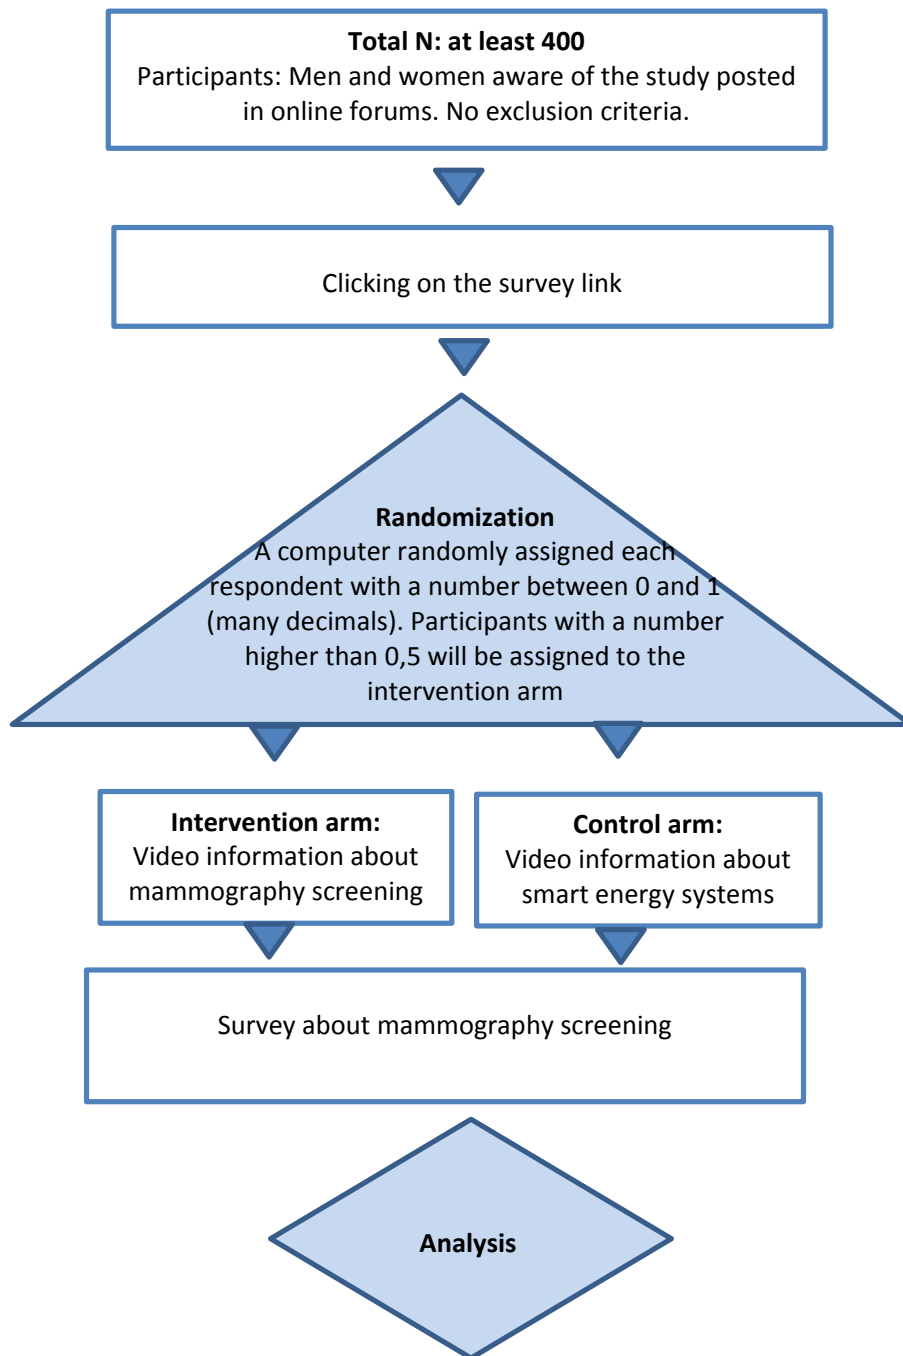 Total N: at least 400
Participants: Men and women aware of the study posted
in online forums. No exclusion criteria.
Clicking on the survey link
Randomization
A computer randomly assigned each
respondent with a number between 0 and 1
(many decimals). Participants with a number
higher than 0,5 will be assigned to the
intervention arm
Intervention arm:
Video information about
mammography screening
Control arm:
Video information about
smart energy systems
Survey about mammography screening
Analysis